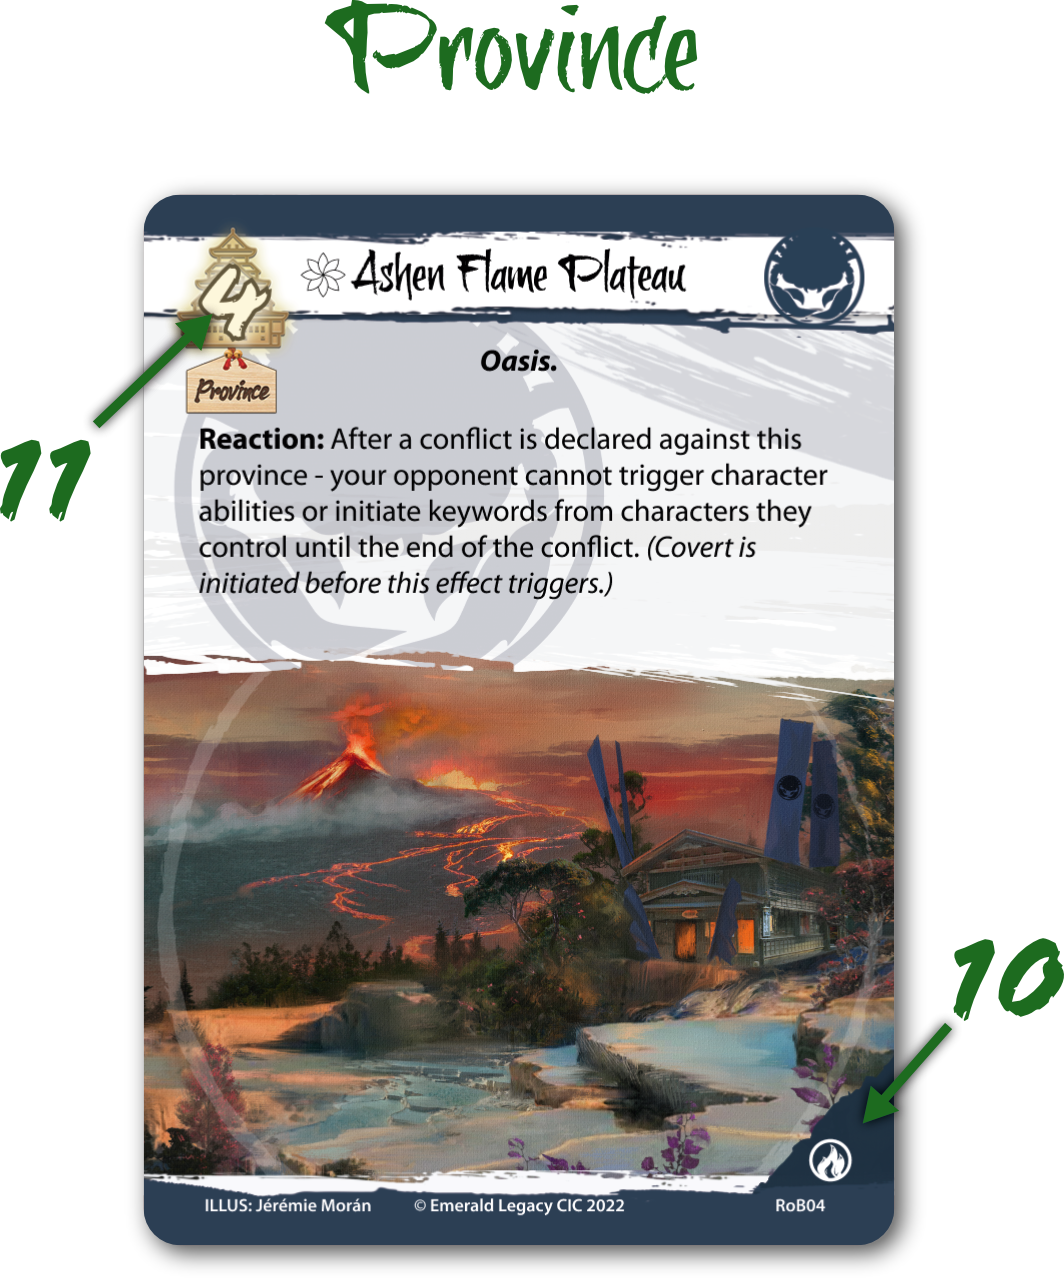 Province
Ashen Flame Plateau
4
Oasis.
Province
Reaction: After a conflict is declared against this
province - your opponent cannot trigger character
abilities or initiate keywords from characters they
control until the end of the conflict. (Covert is
initiated before this effect triggers.)
11
10
ILLUS: Jérémie Morán © Emerald Legacy CIC 2022 RoB04